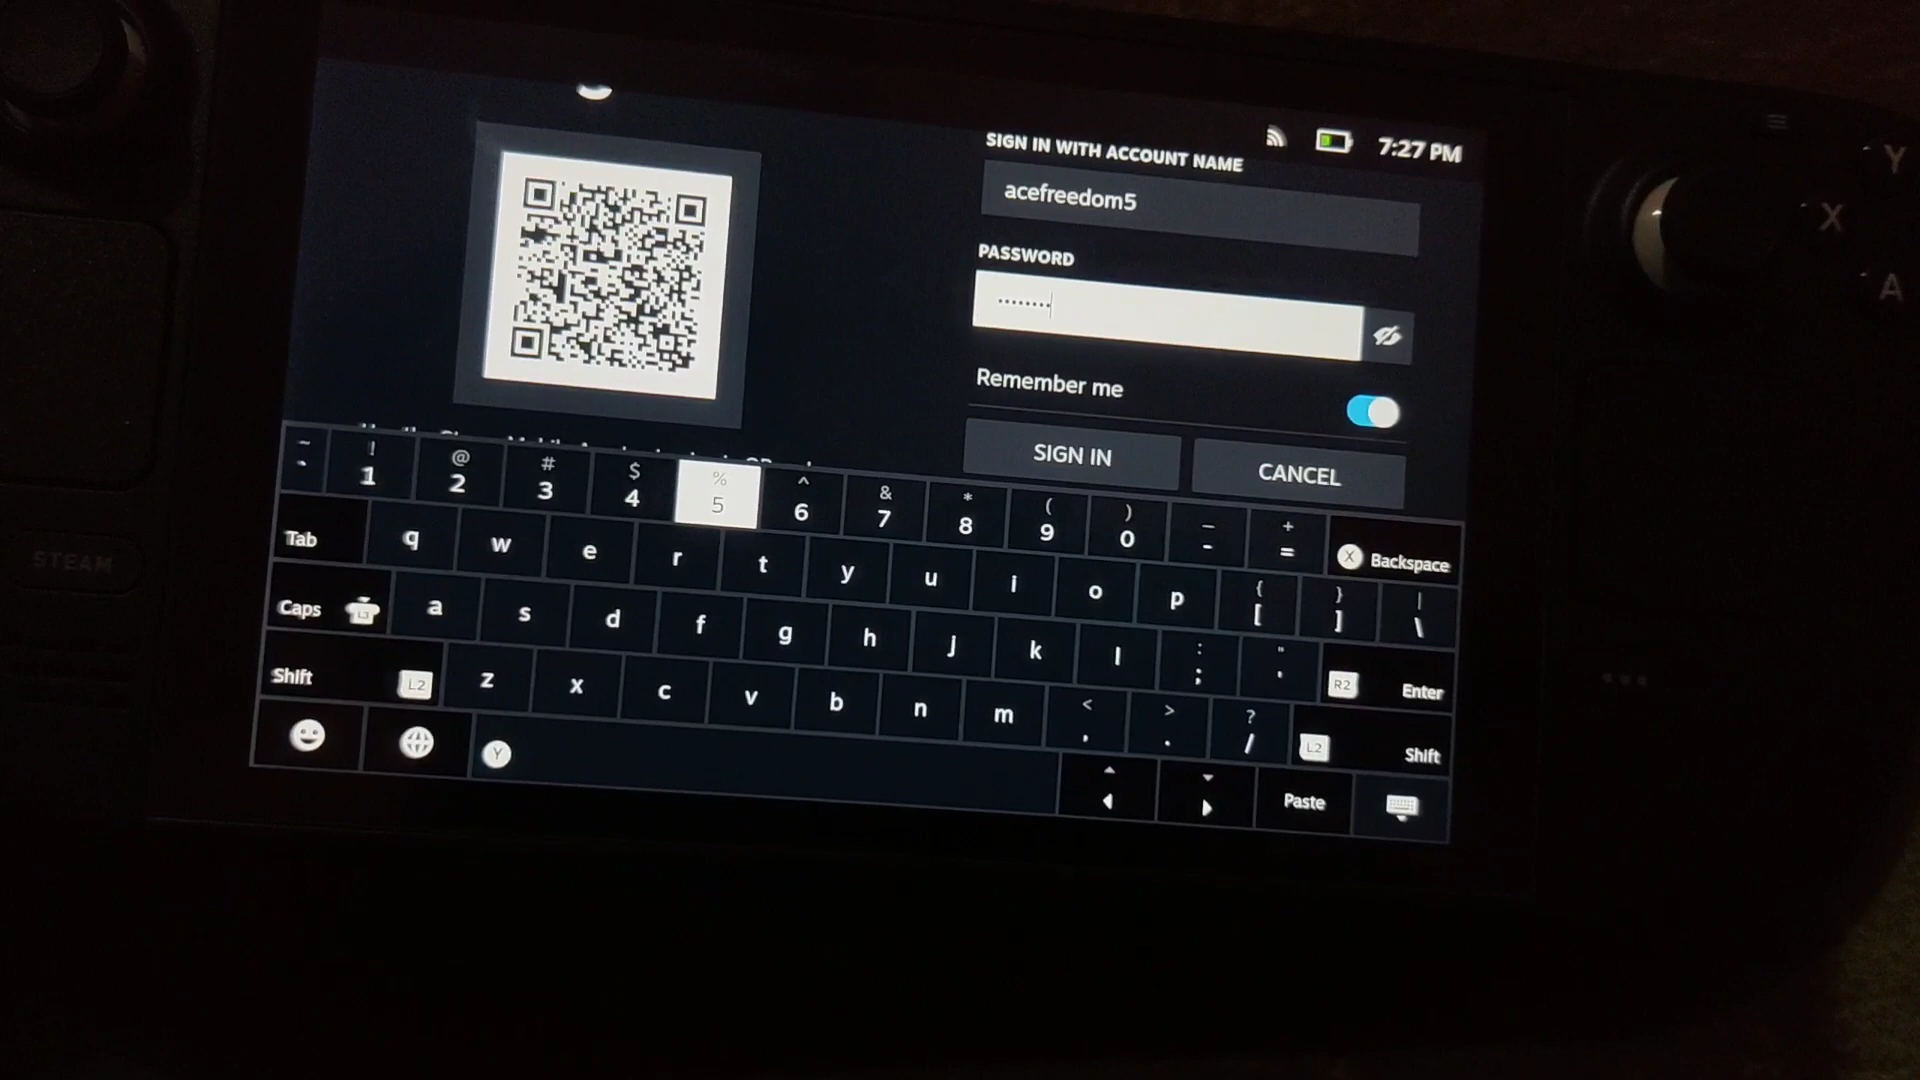 7:27 PM
SIGN IN WITH ACCOUNT NAME
acefreedom5
PASSWORD
••••••••
Remember me
SIGN IN
CANCEL
~ ! @ # $ % ^ & * ( ) _ +
` 1 2 3 4 5 6 7 8 9 0 - = X Backspace
Tab q w e r t y u i o p { [ } ] | \
Caps L3 a s d f g h j k l : ; " ' R2 Enter
Shift L2 z x c v b n m < , > . ? / L2 Shift
Y Paste
STEAM
Y
X
A